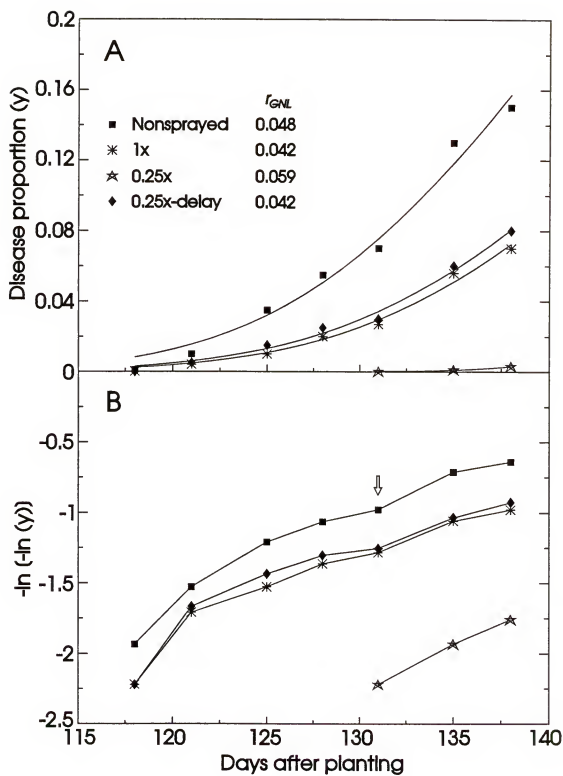 0.2
A
r_GNL
■ Nonsprayed 0.048
✳ 1x 0.042
☆ 0.25x 0.059
◆ 0.25x-delay 0.042
0.16
0.12
0.08
0.04
0
Disease proportion (y)
B
-0.5
-1
-1.5
-2
-2.5
-ln (-ln (y))
115 120 125 130 135 140
Days after planting